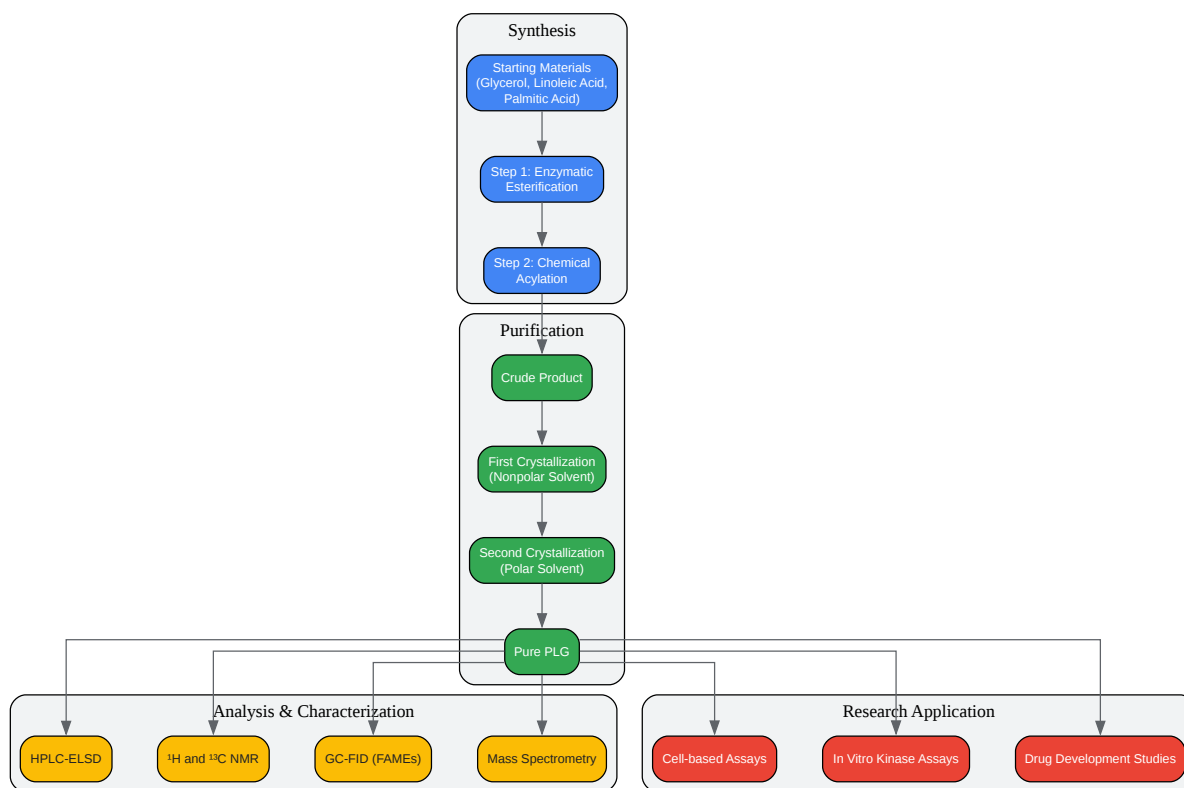 Synthesis
Starting Materials
(Glycerol, Linoleic Acid,
Palmitic Acid)
Step 1: Enzymatic
Esterification
Step 2: Chemical
Acylation
Purification
Crude Product
First Crystallization
(Nonpolar Solvent)
Second Crystallization
(Polar Solvent)
Pure PLG
Analysis & Characterization
HPLC-ELSD
¹H and ¹³C NMR
GC-FID (FAMEs)
Mass Spectrometry
Research Application
Cell-based Assays
In Vitro Kinase Assays
Drug Development Studies